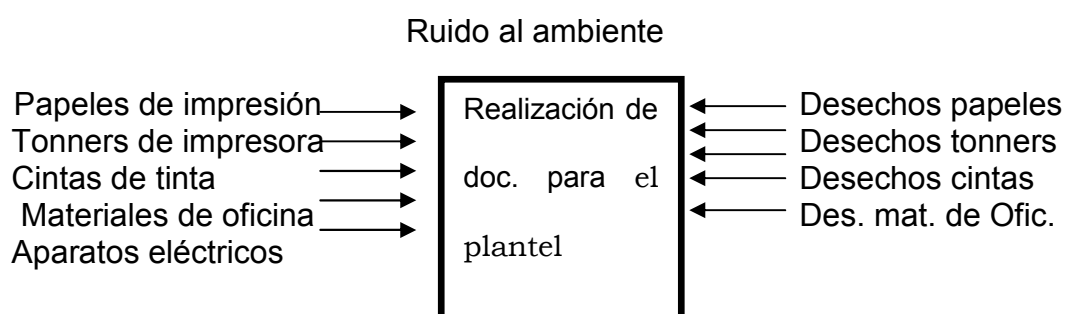 Ruido al ambiente
Papeles de impresión
Tonners de impresora
Cintas de tinta
Materiales de oficina
Aparatos eléctricos
Realización de
doc. para el
plantel
Desechos papeles
Desechos tonners
Desechos cintas
Des. mat. de Ofic.